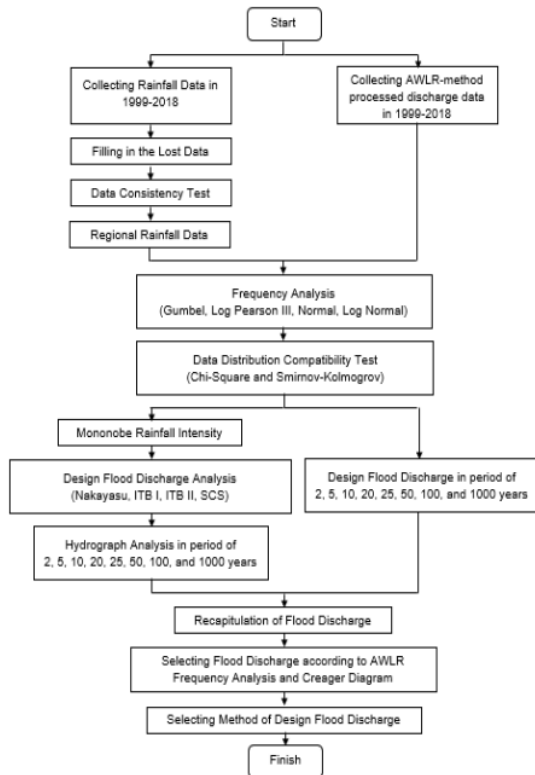 Start
Collecting Rainfall Data in
1999-2018
Collecting AWLR-method
processed discharge data
in 1999-2018
Filling in the Lost Data
Data Consistency Test
Regional Rainfall Data
Frequency Analysis
(Gumbel, Log Pearson III, Normal, Log Normal)
Data Distribution Compatibility Test
(Chi-Square and Smirnov-Kolmogrov)
Mononobe Rainfall Intensity
Design Flood Discharge Analysis
(Nakayasu, ITB I, ITB II, SCS)
Design Flood Discharge in period of
2, 5, 10, 20, 25, 50, 100, and 1000 years
Hydrograph Analysis in period of
2, 5, 10, 20, 25, 50, 100, and 1000 years
Recapitulation of Flood Discharge
Selecting Flood Discharge according to AWLR
Frequency Analysis and Creager Diagram
Selecting Method of Design Flood Discharge
Finish